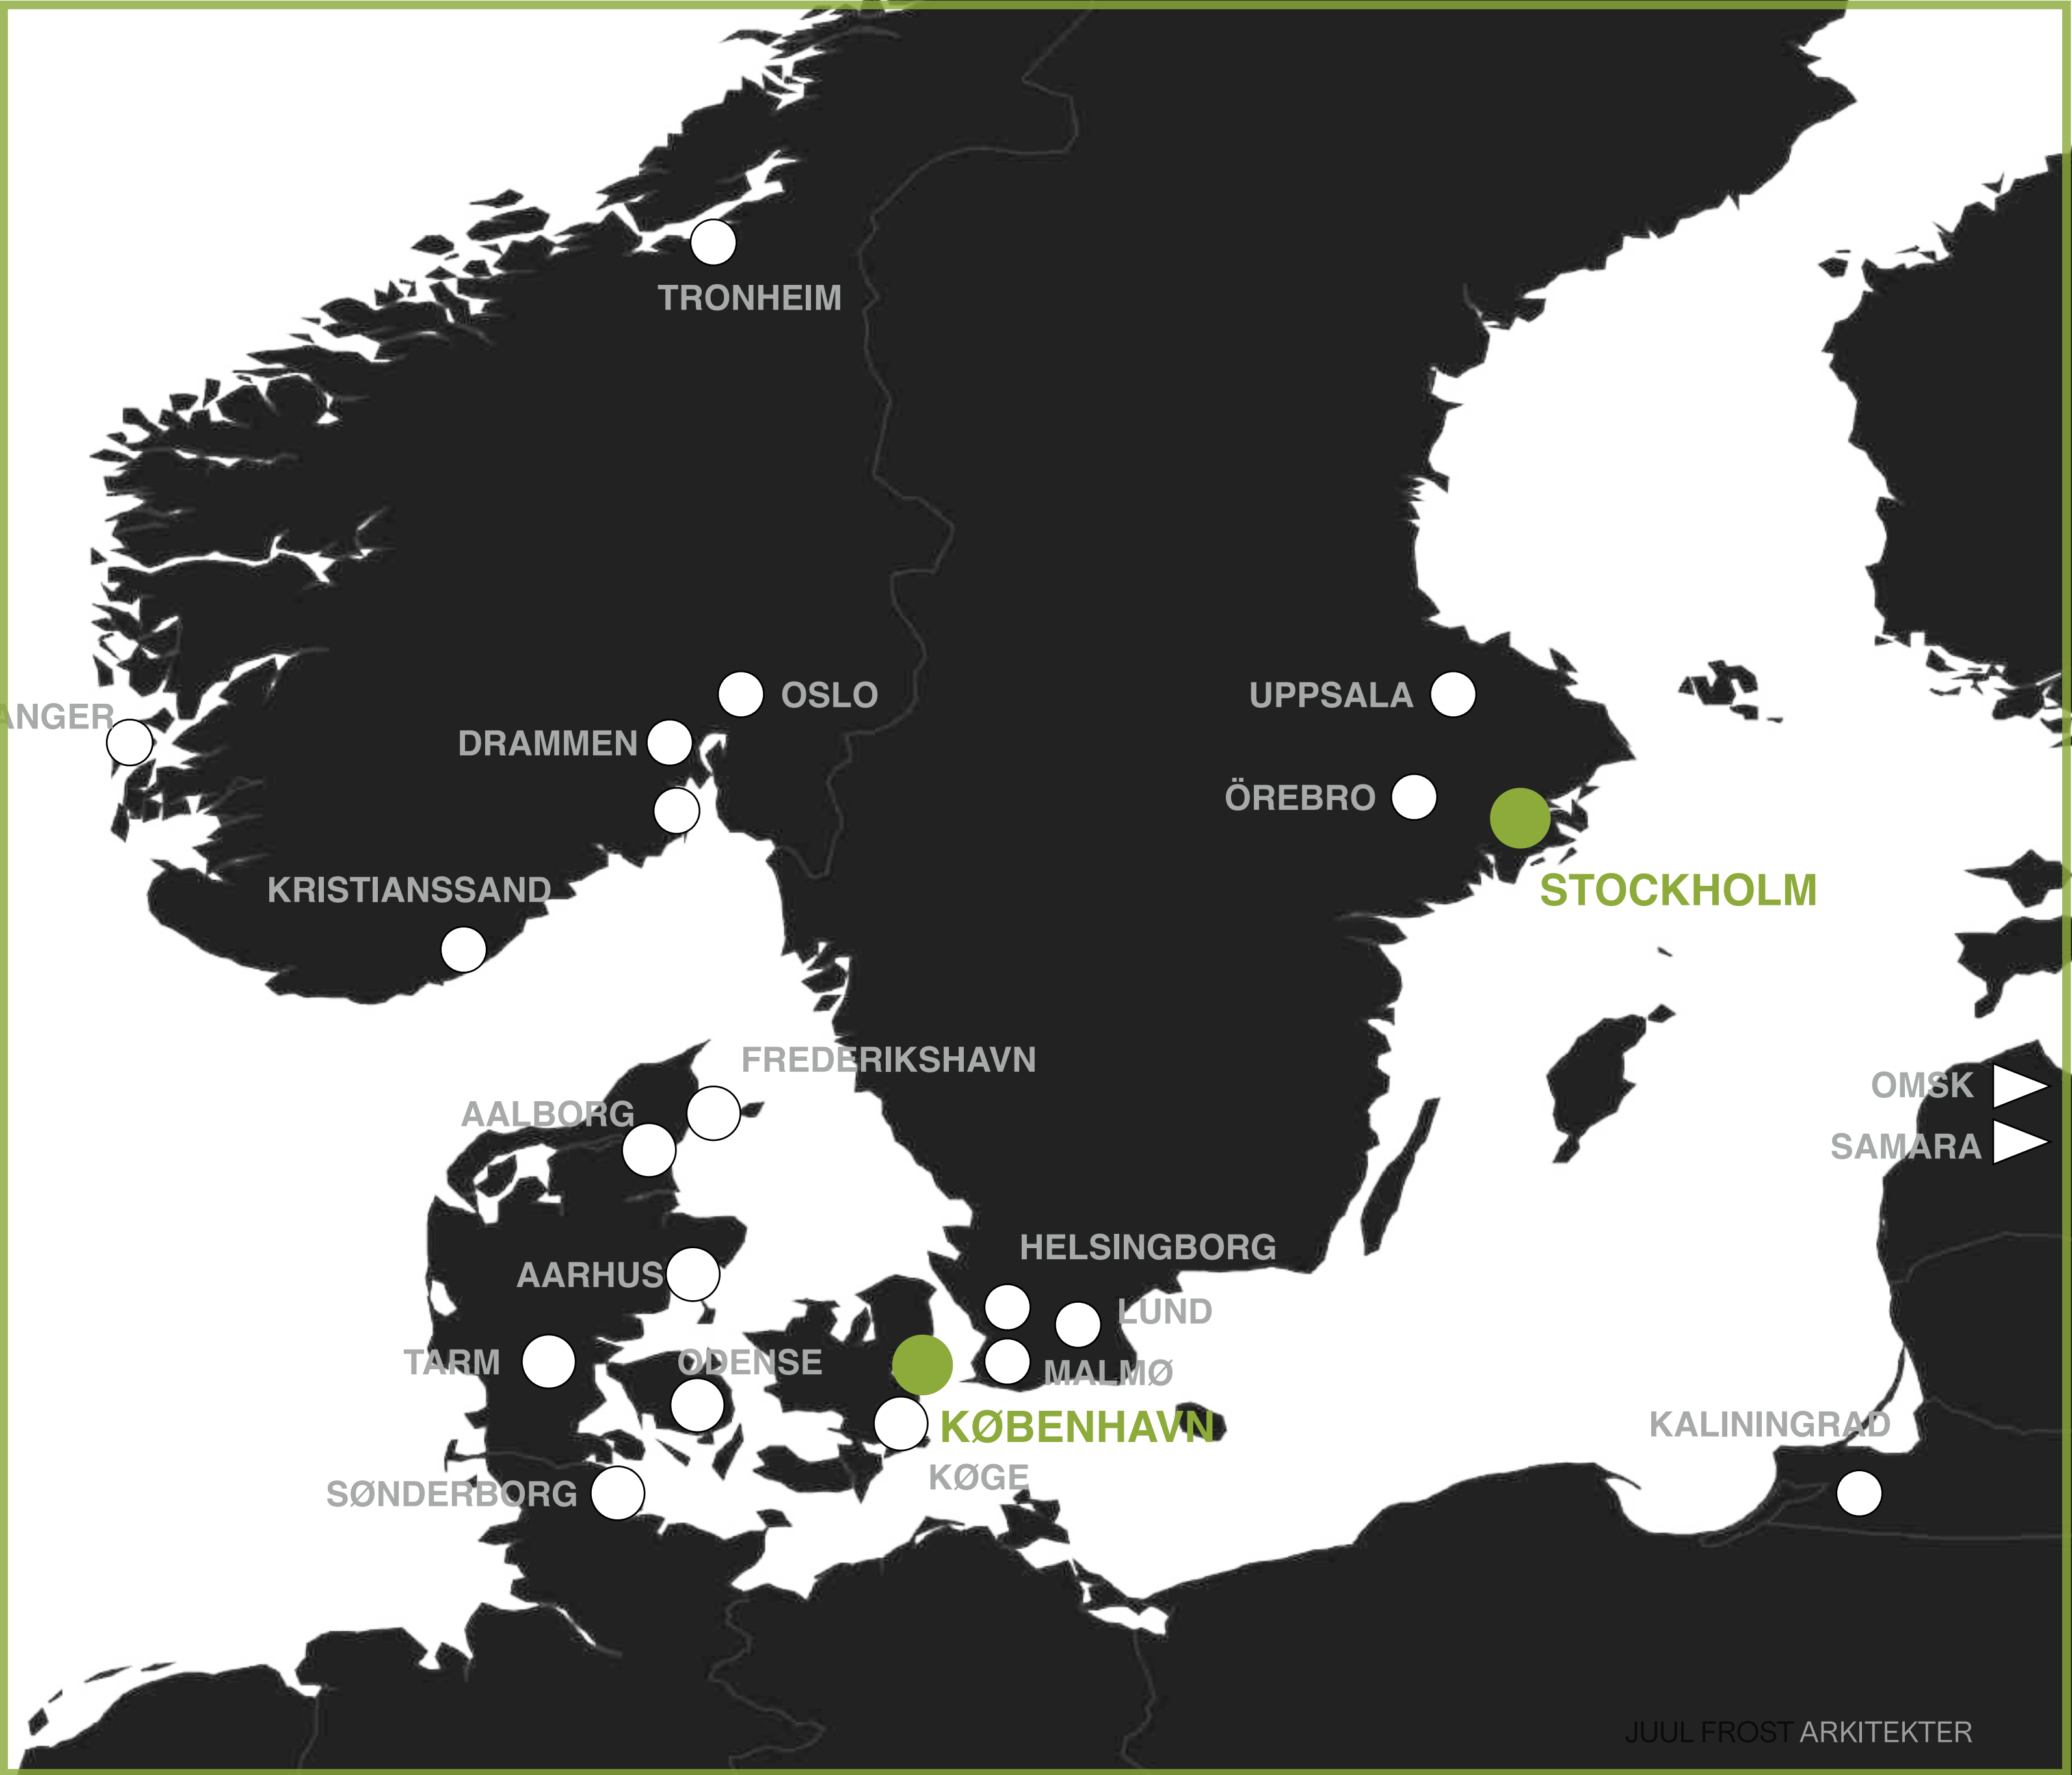 TRONHEIM
OSLO
UPPSALA
ANGER
DRAMMEN
ÖREBRO
KRISTIANSSAND
STOCKHOLM
FREDERIKSHAVN
OMSK
AALBORG
SAMARA
HELSINGBORG
AARHUS
LUND
TARM
ODENSE
MALMØ
KØBENHAVN
KALININGRAD
KØGE
SØNDERBORG
JUUL FROST ARKITEKTER